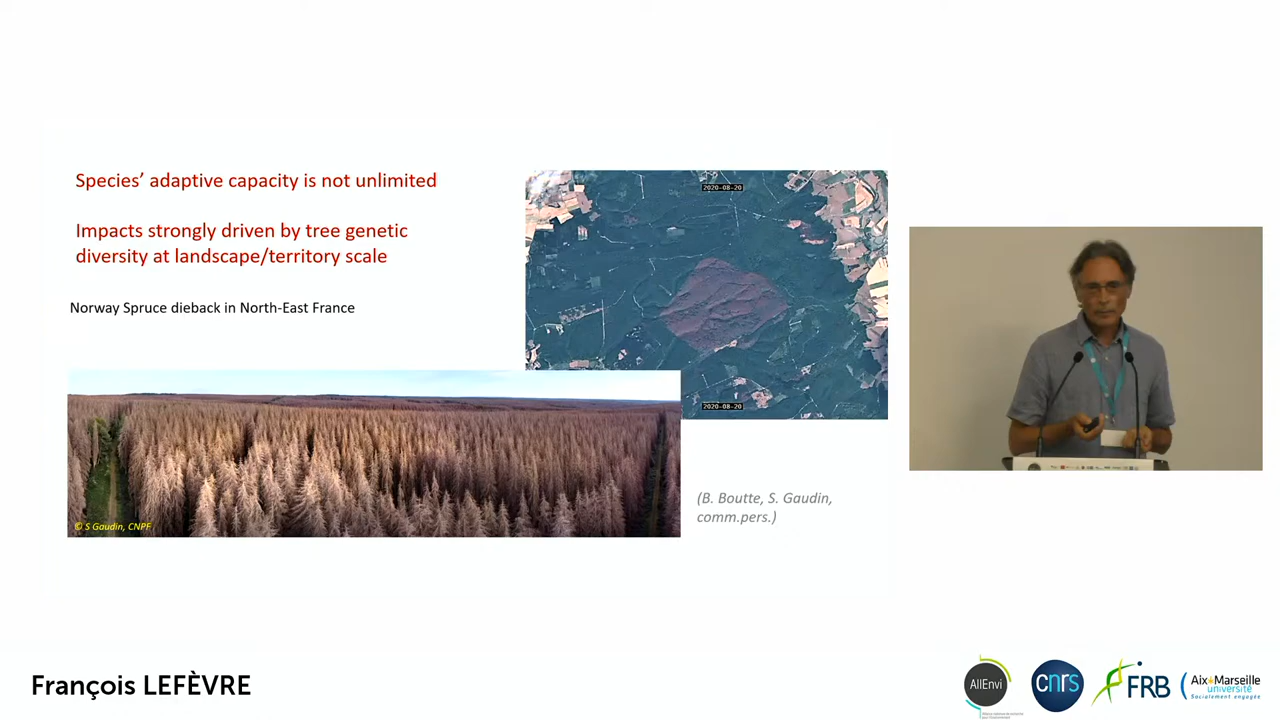 Species’ adaptive capacity is not unlimited
Impacts strongly driven by tree genetic
diversity at landscape/territory scale
Norway Spruce dieback in North-East France
2020-08-20
2020-08-20
© S Gaudin, CNPF
(B. Boutte, S. Gaudin,
comm.pers.)
François LEFÈVRE
AllEnvi
cnrs
FRB
Aix+Marseille
université
Socialement engagée